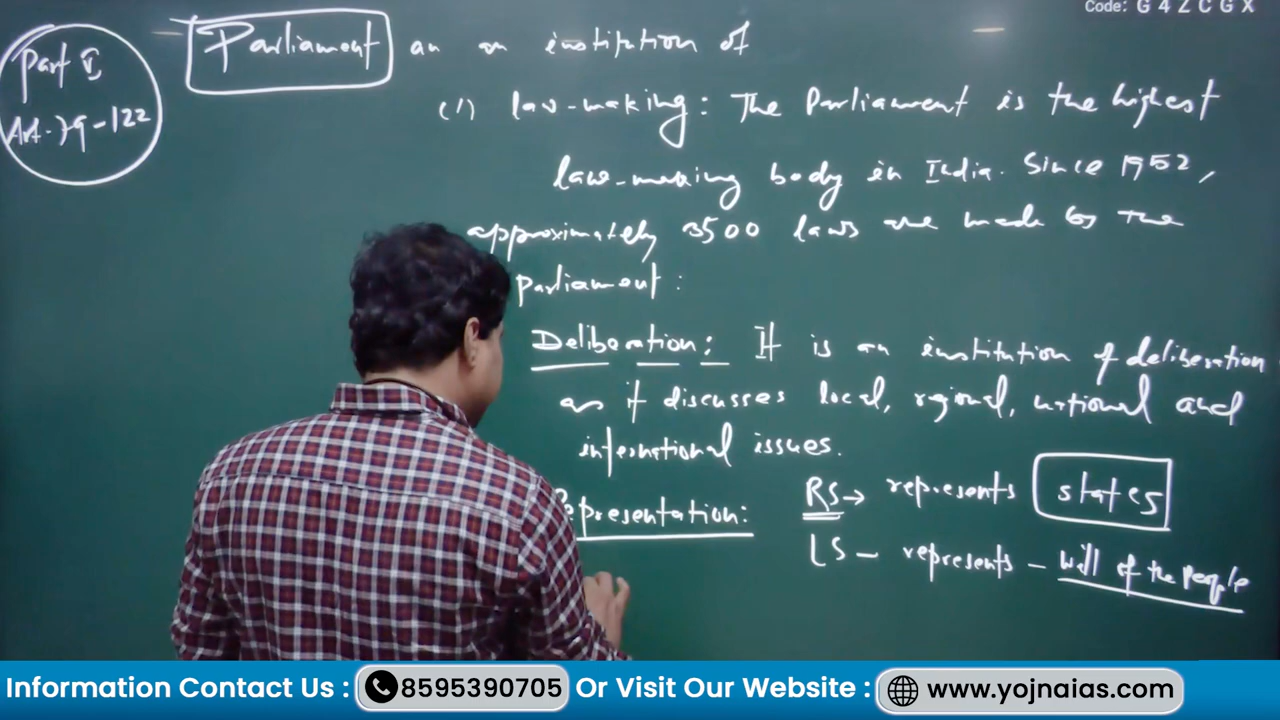 Code: G4ZCGX
Part V
Art-79-122
Parliament as an institution of
(1) law-making: The Parliament is the highest
law-making body in India. Since 1952,
approximately 3500 laws are made by the
Parliament:
Deliberation: It is an institution of deliberation
as it discusses local, regional, national and
international issues.
Representation: RS → represents states
LS - represents - will of the people
Information Contact Us : 8595390705 Or Visit Our Website : www.yojnaias.com